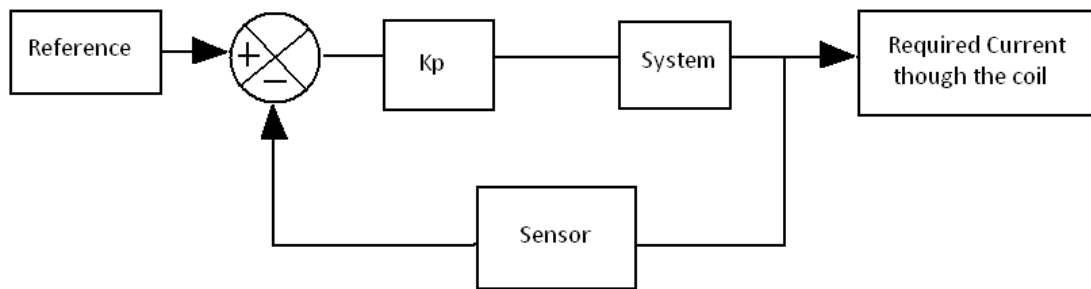 Reference
+
−
Kp
System
Required Current
though the coil
Sensor